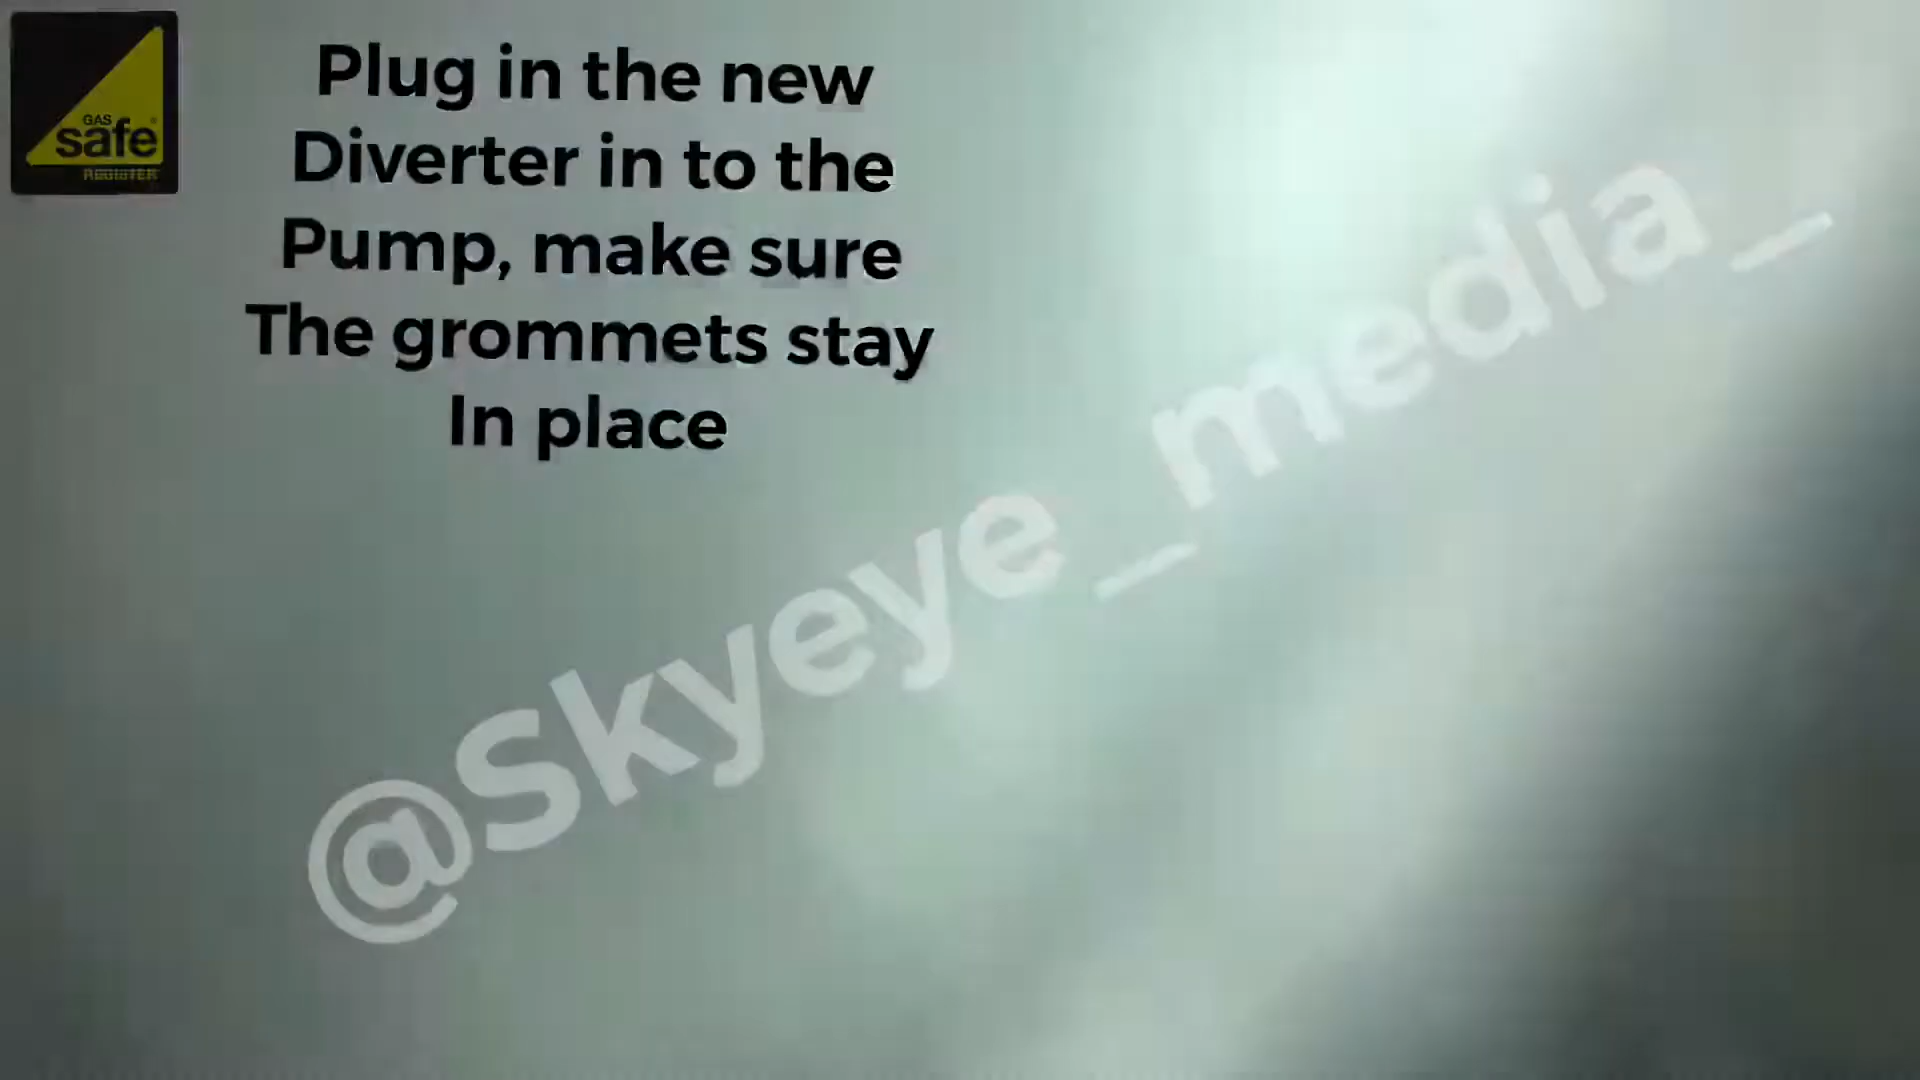 GAS
safe
REGISTER
Plug in the new
Diverter in to the
Pump, make sure
The grommets stay
In place
@Skyeye_media_